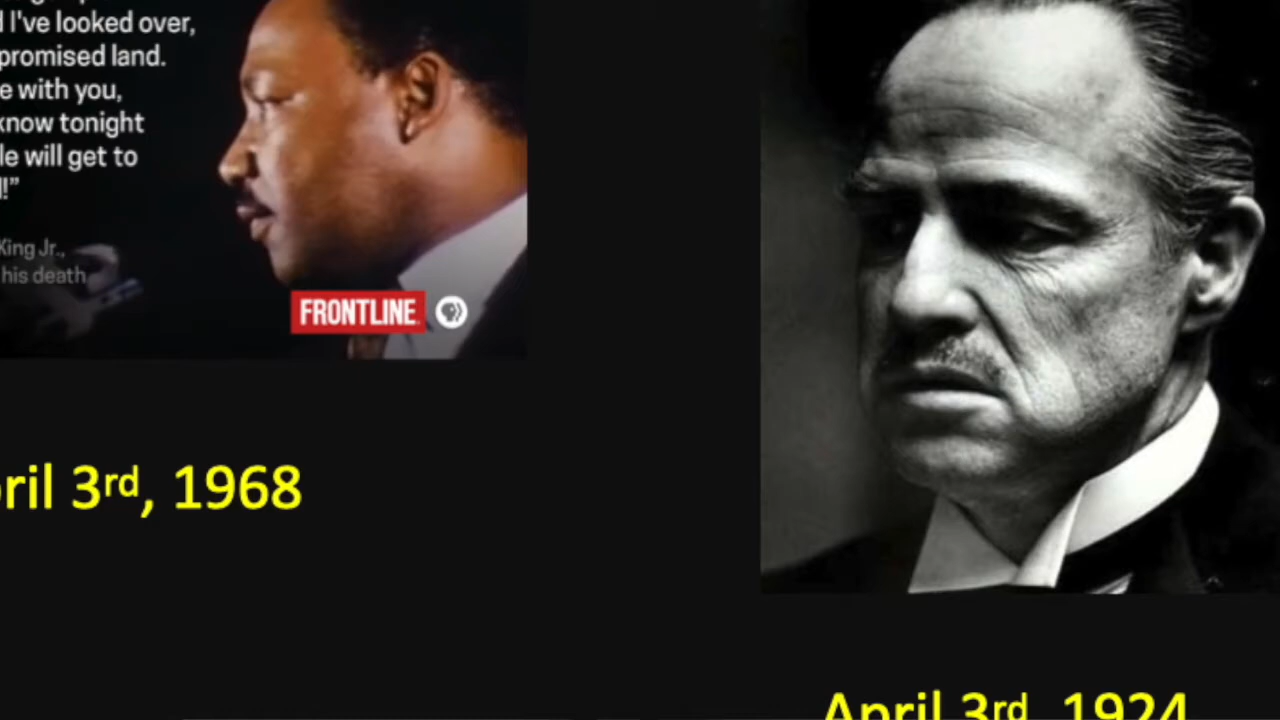 I've looked over,
promised land.
with you,
know tonight
will get to
!"
King Jr.,
his death
FRONTLINE
ril 3rd, 1968
April 3rd, 1924